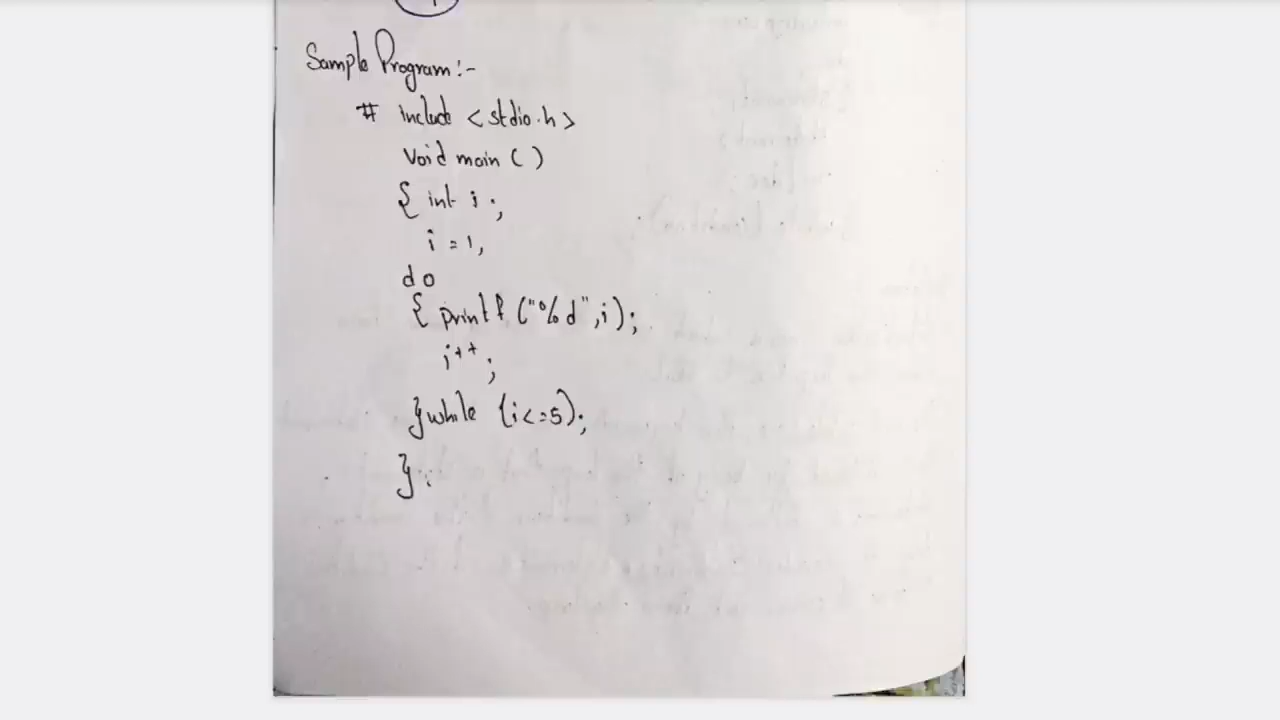 Sample Program:-
# include <stdio.h>
Void main ( )
{ int i ;
i = 1,
do
{ printf ("%d",i);
i++;
}while (i<=5);
}